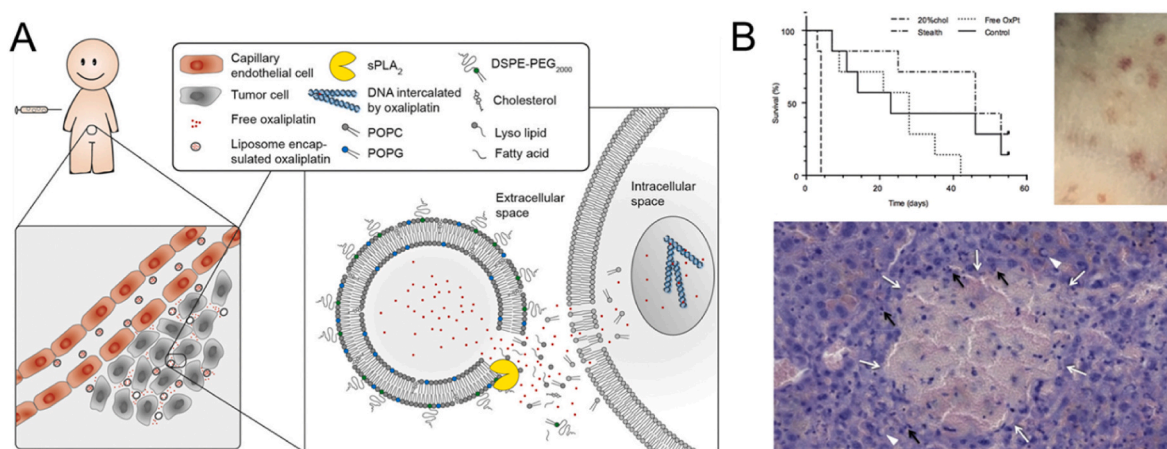 A
Capillary
endothelial cell
Tumor cell
Free oxaliplatin
Liposome encap-
sulated oxaliplatin
sPLA2
DNA intercalated
by oxaliplatin
POPC
POPG
DSPE-PEG2000
Cholesterol
Lyso lipid
Fatty acid
Extracellular
space
Intracellular
space
B
20%chol
Free OxPt
Stealth
Control
Survival (%)
100
50
0
0
20
40
60
Time (days)